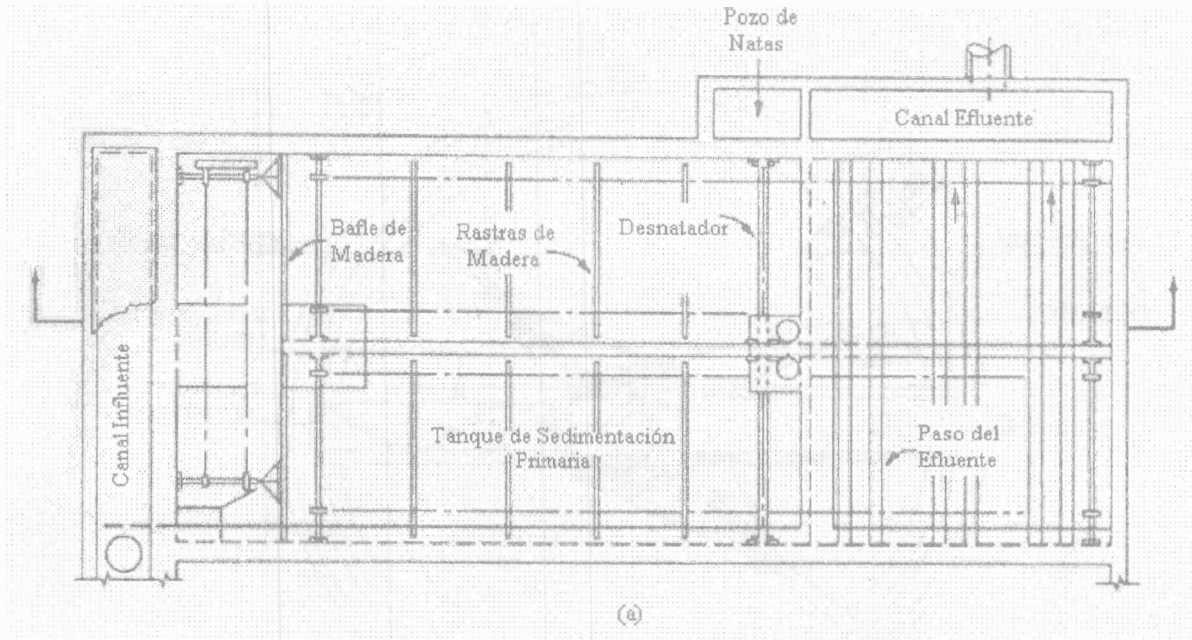 Pozo de
Natas
Canal Efluente
Bafle de
Madera
Rastras de
Madera
Desnatador
Canal Influente
Tanque de Sedimentación
Primaria
Paso del
Efluente
(a)